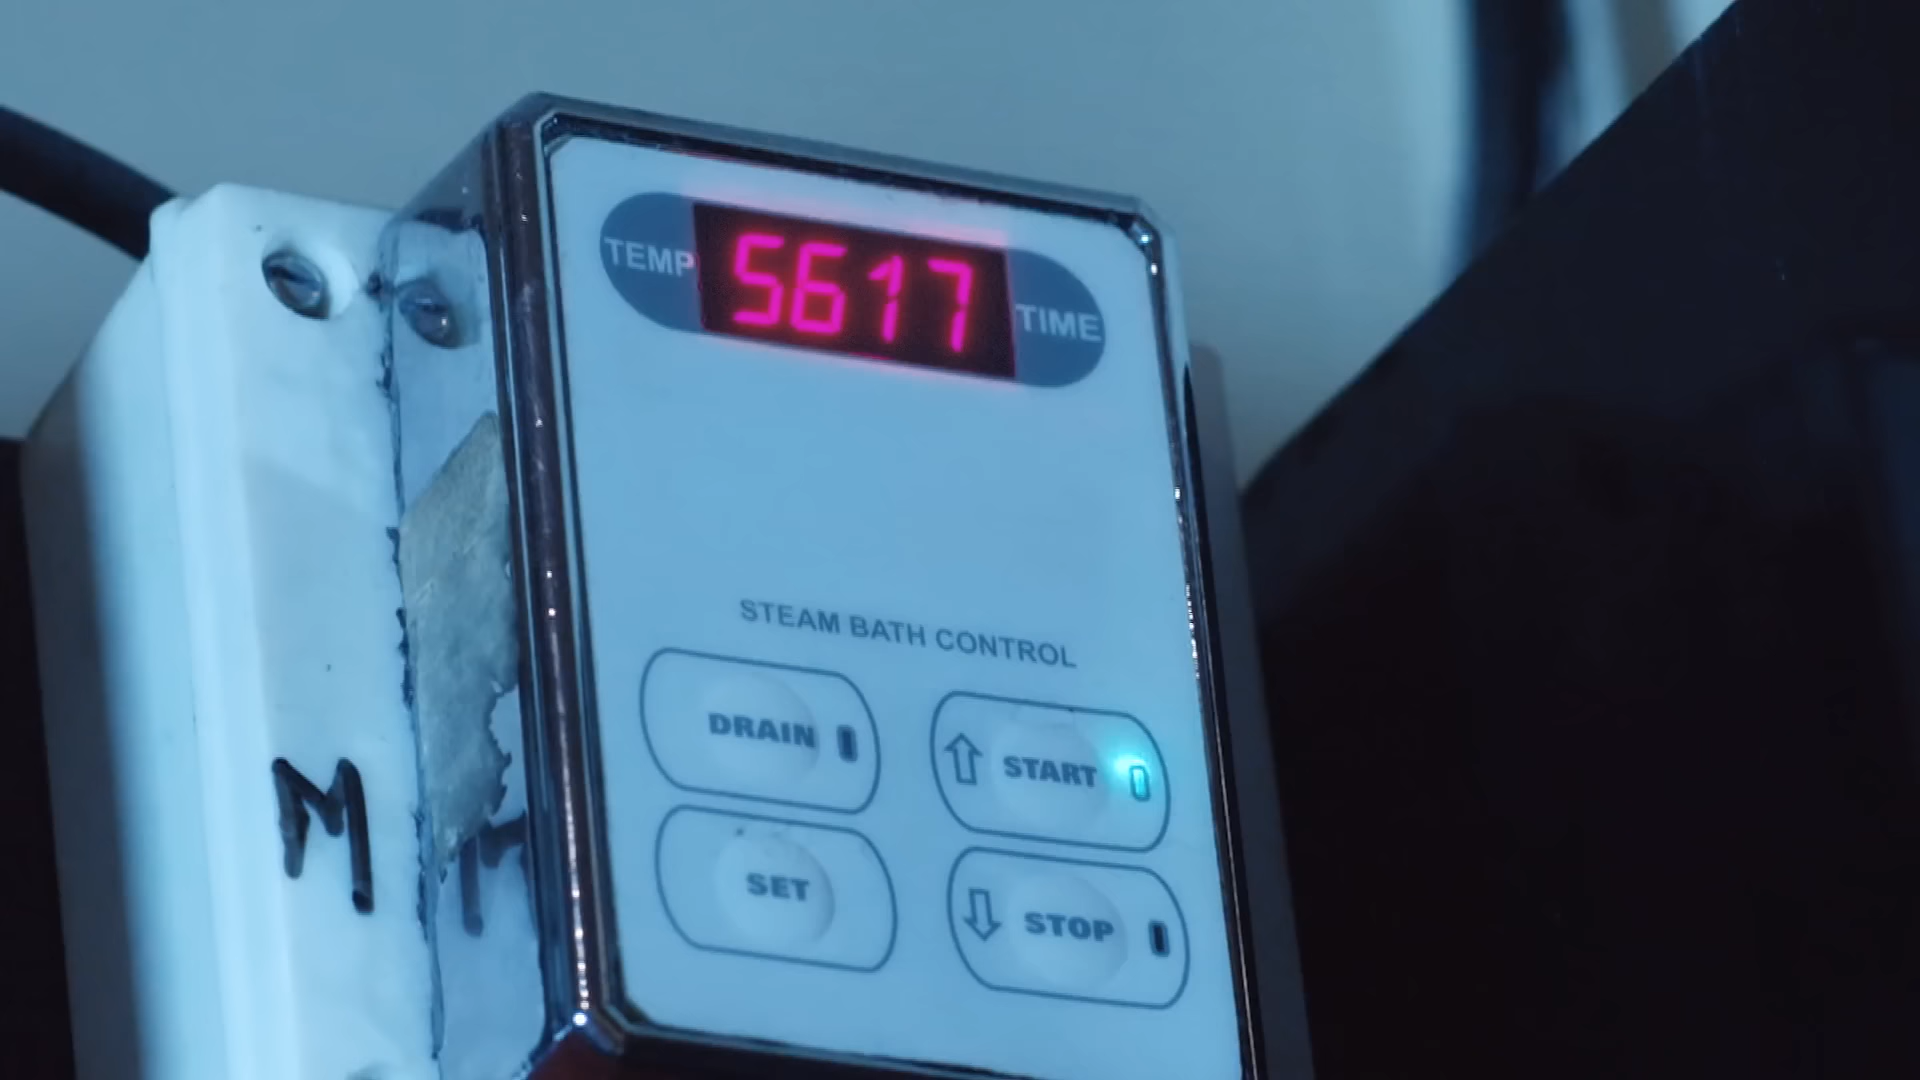 TEMP 5617 TIME
STEAM BATH CONTROL
DRAIN
START
SET
STOP
M